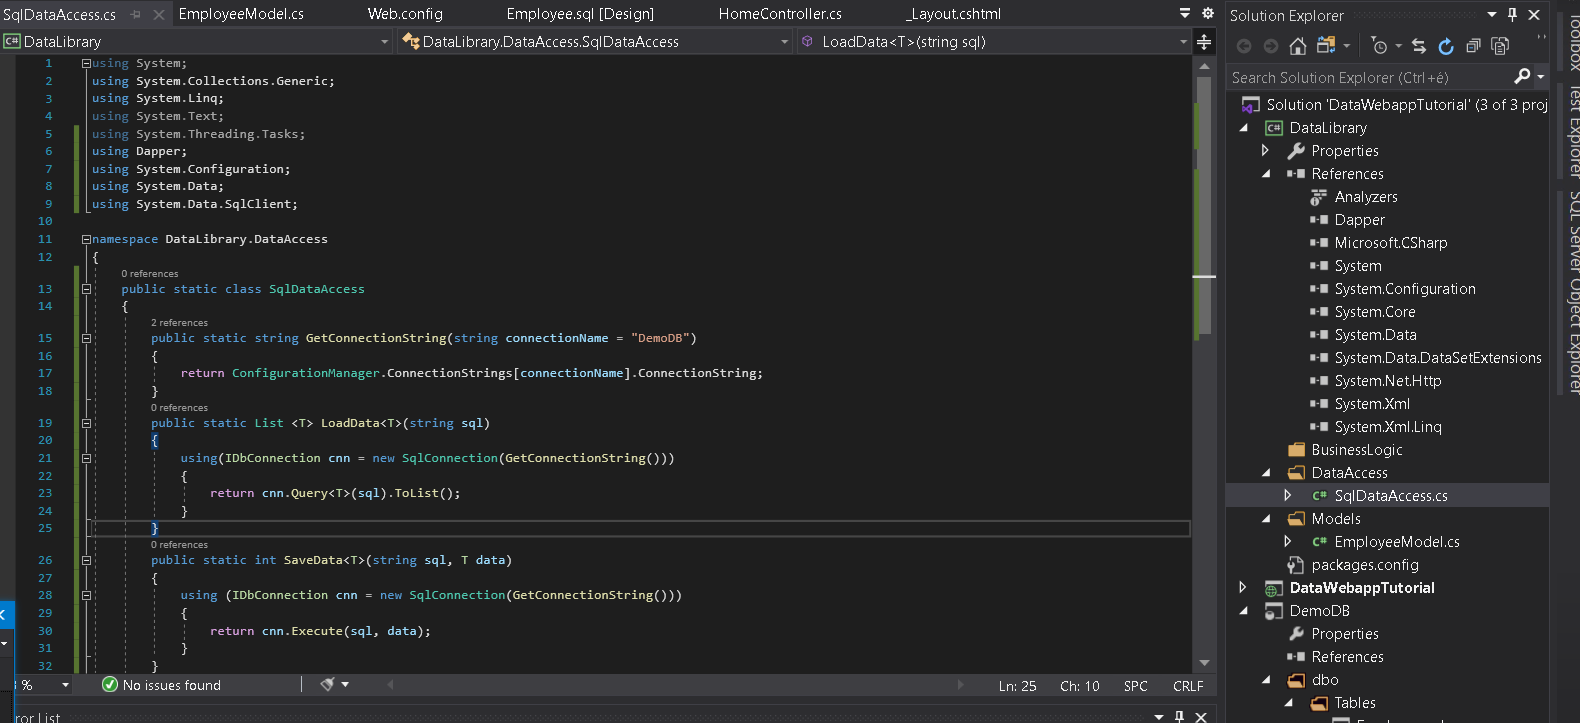 SqlDataAccess.cs
EmployeeModel.cs
Web.config
Employee.sql [Design]
HomeController.cs
_Layout.cshtml
DataLibrary
DataLibrary.DataAccess.SqlDataAccess
LoadData<T>(string sql)
1 using System;
2 using System.Collections.Generic;
3 using System.Linq;
4 using System.Text;
5 using System.Threading.Tasks;
6 using Dapper;
7 using System.Configuration;
8 using System.Data;
9 using System.Data.SqlClient;
10
11 namespace DataLibrary.DataAccess
12 {
0 references
13 public static class SqlDataAccess
14 {
2 references
15 public static string GetConnectionString(string connectionName = "DemoDB")
16 {
17 return ConfigurationManager.ConnectionStrings[connectionName].ConnectionString;
18 }
0 references
19 public static List <T> LoadData<T>(string sql)
20 {
21 using(IDbConnection cnn = new SqlConnection(GetConnectionString()))
22 {
23 return cnn.Query<T>(sql).ToList();
24 }
25 }
0 references
26 public static int SaveData<T>(string sql, T data)
27 {
28 using (IDbConnection cnn = new SqlConnection(GetConnectionString()))
29 {
30 return cnn.Execute(sql, data);
31 }
32 }
%
No issues found
Ln: 25
Ch: 10
SPC
CRLF
Solution Explorer
Search Solution Explorer (Ctrl+é)
Solution 'DataWebappTutorial' (3 of 3 proj
C# DataLibrary
Properties
References
Analyzers
Dapper
Microsoft.CSharp
System
System.Configuration
System.Core
System.Data
System.Data.DataSetExtensions
System.Net.Http
System.Xml
System.Xml.Linq
BusinessLogic
DataAccess
C# SqlDataAccess.cs
Models
C# EmployeeModel.cs
packages.config
DataWebappTutorial
DemoDB
Properties
References
dbo
Tables
Toolbox
Test Explorer
SQL Server Object Explorer